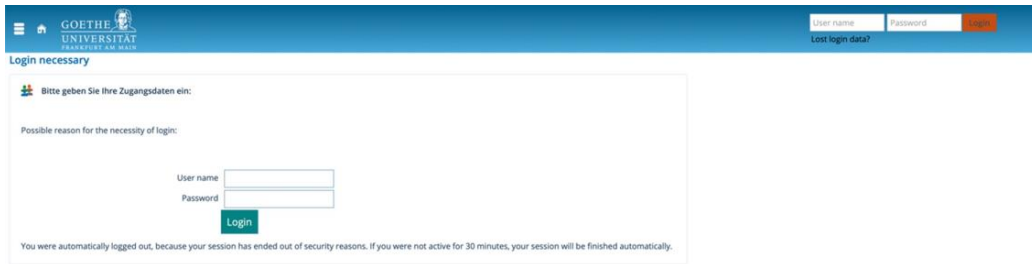 GOETHE
UNIVERSITÄT
FRANKFURT AM MAIN
User name Password Login
Lost login data?
Login necessary
Bitte geben Sie Ihre Zugangsdaten ein:
Possible reason for the necessity of login:
User name
Password
Login
You were automatically logged out, because your session has ended out of security reasons. If you were not active for 30 minutes, your session will be finished automatically.